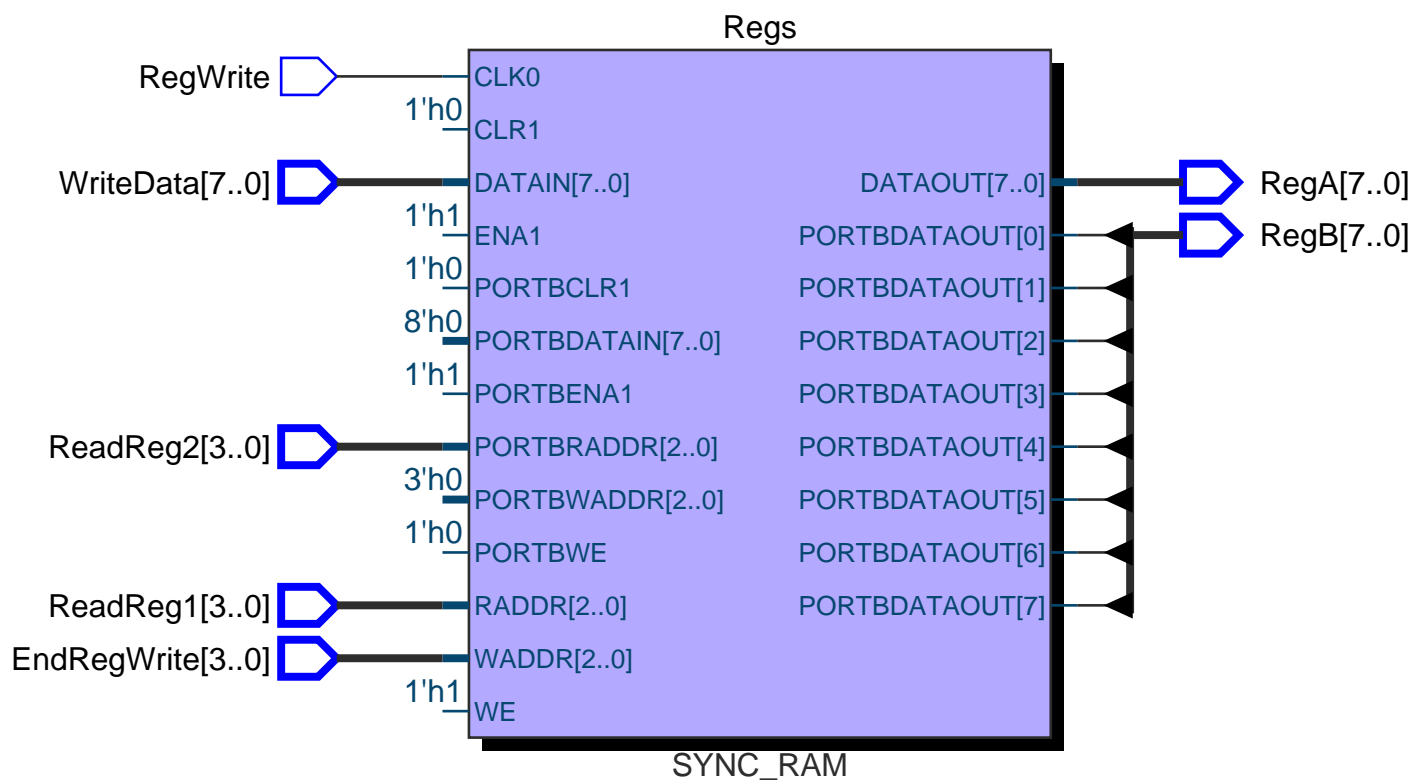 Regs
RegWrite
CLK0
1'h0
CLR1
WriteData[7..0]
DATAIN[7..0]
DATAOUT[7..0]
RegA[7..0]
1'h1
ENA1
PORTBDATAOUT[0]
RegB[7..0]
1'h0
PORTBCLR1
PORTBDATAOUT[1]
8'h0
PORTBDATAIN[7..0]
PORTBDATAOUT[2]
1'h1
PORTBENA1
PORTBDATAOUT[3]
ReadReg2[3..0]
PORTBRADDR[2..0]
PORTBDATAOUT[4]
3'h0
PORTBWADDR[2..0]
PORTBDATAOUT[5]
1'h0
PORTBWE
PORTBDATAOUT[6]
ReadReg1[3..0]
RADDR[2..0]
PORTBDATAOUT[7]
EndRegWrite[3..0]
WADDR[2..0]
1'h1
WE
SYNC_RAM